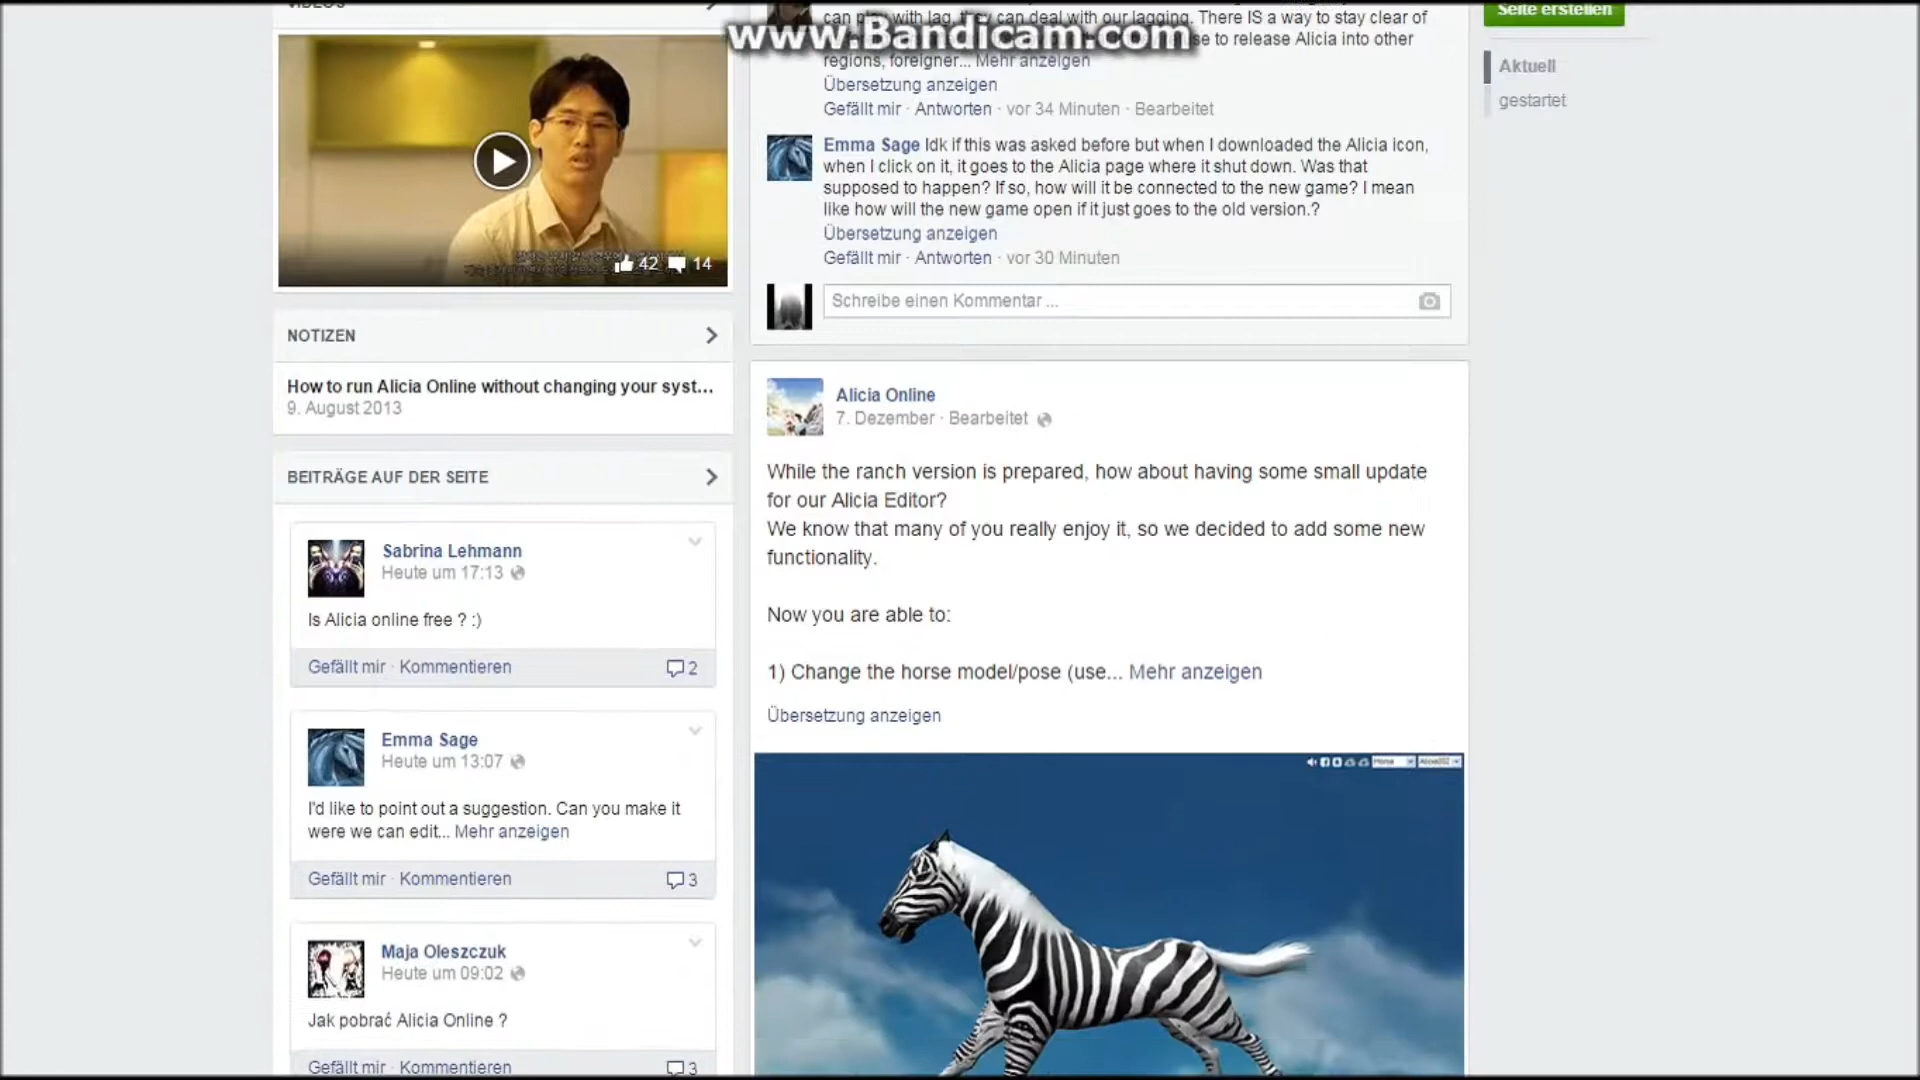 VIDEOS
42 14
NOTIZEN
How to run Alicia Online without changing your syst...
9. August 2013
BEITRÄGE AUF DER SEITE
Sabrina Lehmann
Heute um 17:13
Is Alicia online free ? :)
Gefällt mir · Kommentieren 2
Emma Sage
Heute um 13:07
I'd like to point out a suggestion. Can you make it
were we can edit... Mehr anzeigen
Gefällt mir · Kommentieren 3
Maja Oleszczuk
Heute um 09:02
Jak pobrać Alicia Online ?
Gefällt mir · Kommentieren 3
www.Bandicam.com
can play with lag, they can deal with our lagging. There IS a way to stay clear of
se to release Alicia into other
regions, foreigner... Mehr anzeigen
Übersetzung anzeigen
Gefällt mir · Antworten · vor 34 Minuten · Bearbeitet
Emma Sage Idk if this was asked before but when I downloaded the Alicia icon,
when I click on it, it goes to the Alicia page where it shut down. Was that
supposed to happen? If so, how will it be connected to the new game? I mean
like how will the new game open if it just goes to the old version.?
Übersetzung anzeigen
Gefällt mir · Antworten · vor 30 Minuten
Schreibe einen Kommentar ...
Alicia Online
7. Dezember · Bearbeitet
While the ranch version is prepared, how about having some small update
for our Alicia Editor?
We know that many of you really enjoy it, so we decided to add some new
functionality.
Now you are able to:
1) Change the horse model/pose (use... Mehr anzeigen
Übersetzung anzeigen
Horse
Seite erstellen
Aktuell
gestartet